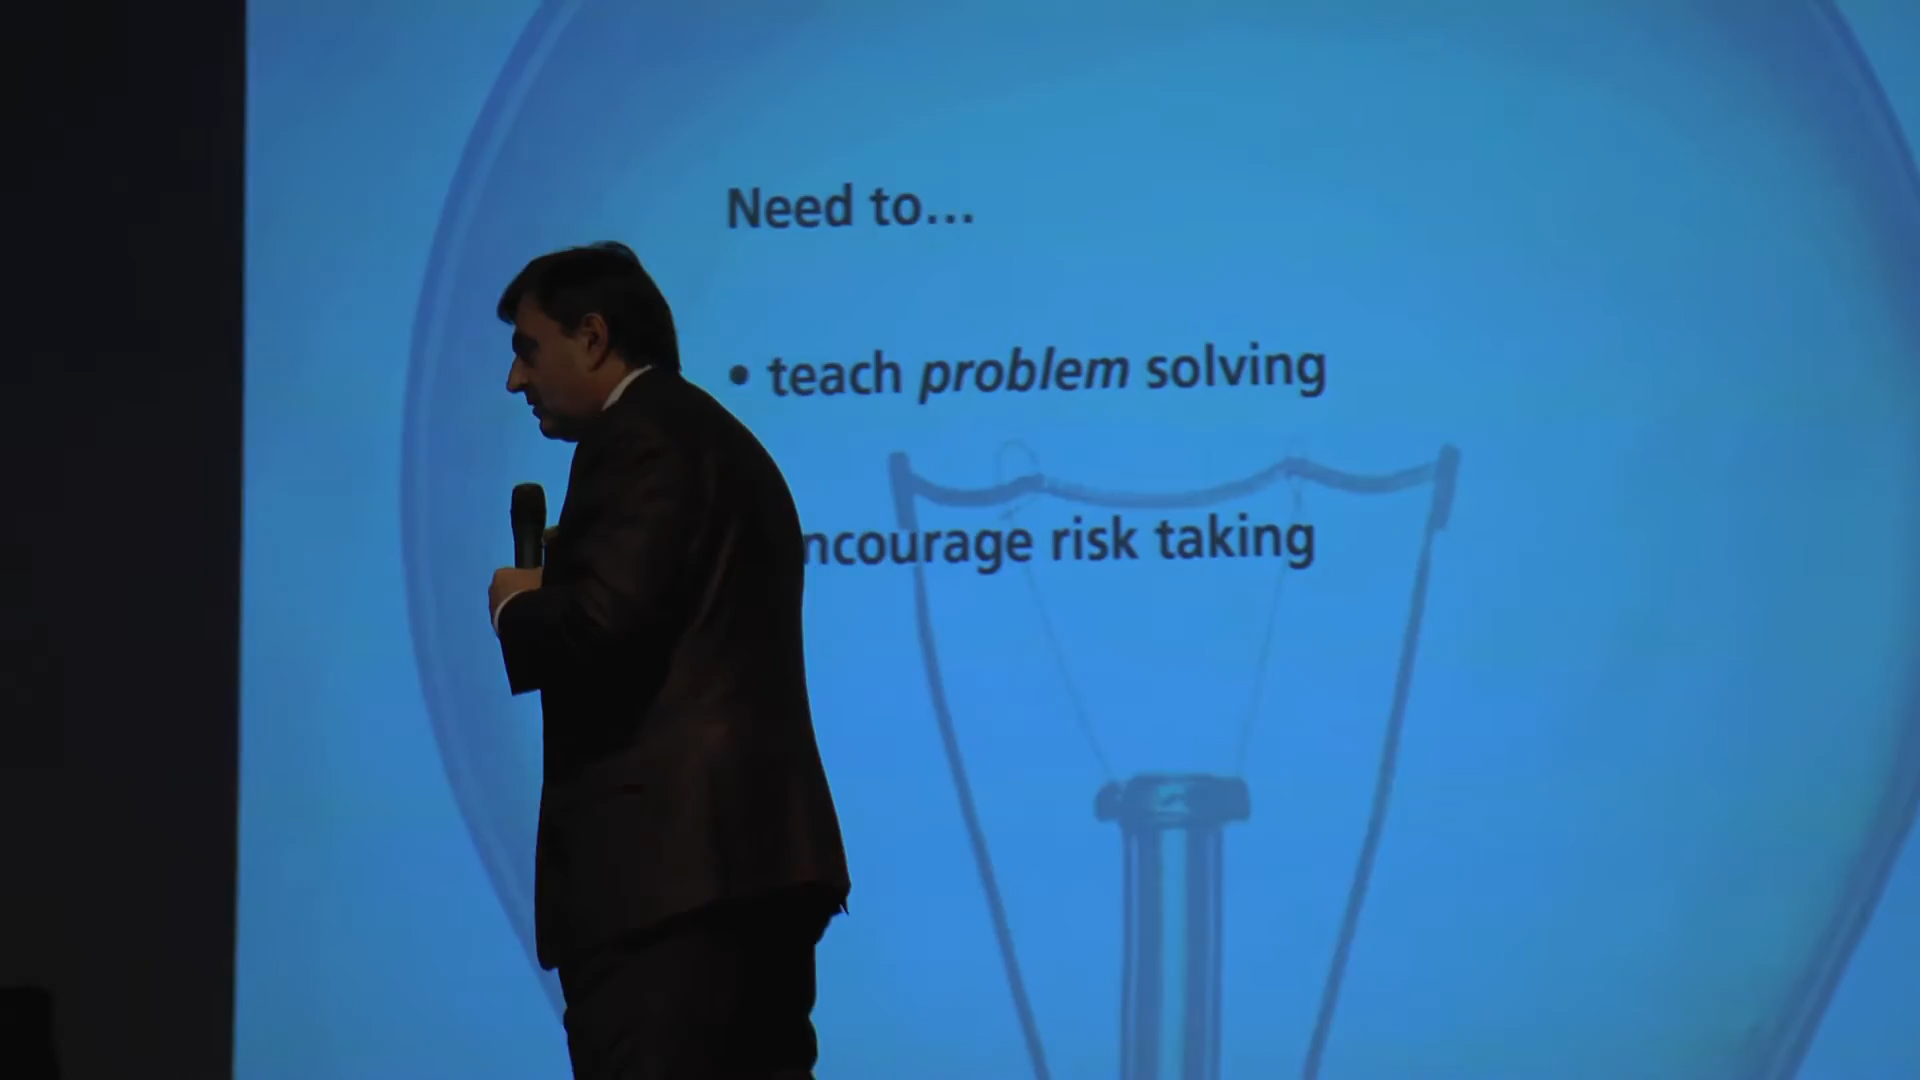 Need to...
• teach problem solving
ncourage risk taking